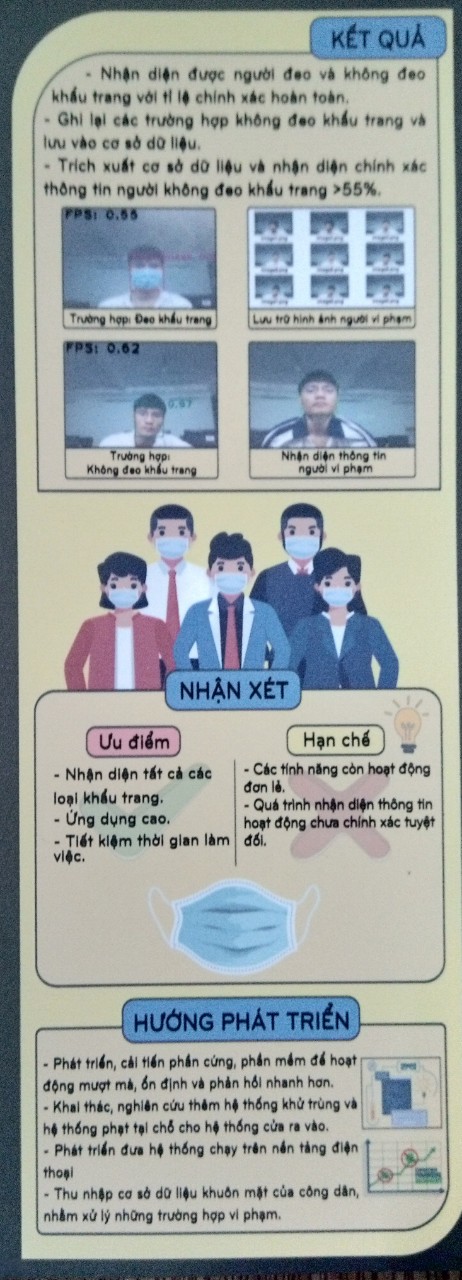 KẾT QUẢ
- Nhận diện được người đeo và không đeo
khẩu trang với tỉ lệ chính xác hoàn toàn.
- Ghi lại các trường hợp không đeo khẩu trang và
lưu vào cơ sở dữ liệu.
- Trích xuất cơ sở dữ liệu và nhận diện chính xác
thông tin người không đeo khẩu trang >55%.
FPS: 0.55
Trường hợp: Đeo khẩu trang
Lưu trữ hình ảnh người vi phạm
FPS: 0.62
0.97
Trường hợp:
Không đeo khẩu trang
Nhận diện thông tin
người vi phạm
NHẬN XÉT
Ưu điểm
- Nhận diện tất cả các
loại khẩu trang.
- Ứng dụng cao.
- Tiết kiệm thời gian làm
việc.
Hạn chế
- Các tính năng còn hoạt động
đơn lẻ.
- Quá trình nhận diện thông tin
hoạt động chưa chính xác tuyệt
đối.
HƯỚNG PHÁT TRIỂN
- Phát triển, cải tiến phần cứng, phần mềm để hoạt
động mượt mà, ổn định và phản hồi nhanh hơn.
- Khai thác, nghiên cứu thêm hệ thống khử trùng và
hệ thống phạt tại chỗ cho hệ thống cửa ra vào.
- Phát triển đưa hệ thống chạy trên nền tảng điện
thoại
- Thu nhập cơ sở dữ liệu khuôn mặt của công dân,
nhằm xử lý những trường hợp vi phạm.